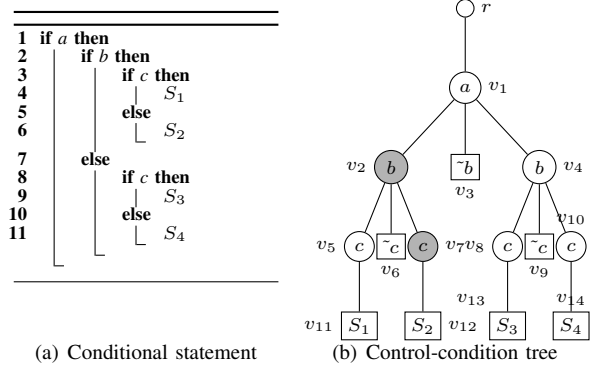 1 if a then
2 if b then
3 if c then
4 S1
5 else
6 S2
7 else
8 if c then
9 S3
10 else
11 S4
(a) Conditional statement
r
a v1
v2 b ~b b v4
v3
v10
v5 c ~c c v7 v8 c ~c c
v6 v9
v13 v14
v11 S1 S2 v12 S3 S4
(b) Control-condition tree